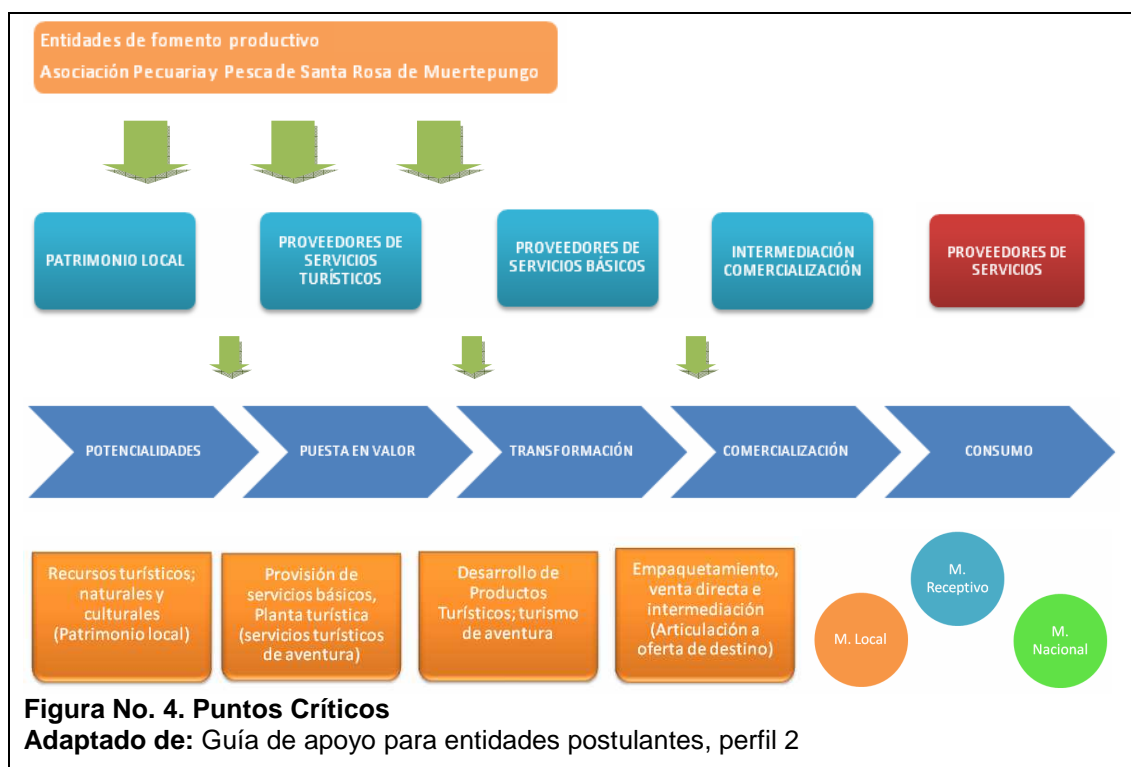 Entidades de fomento productivo
Asociación Pecuaria y Pesca de Santa Rosa de Muertepungo
PATRIMONIO LOCAL
PROVEEDORES DE
SERVICIOS
TURÍSTICOS
PROVEEDORES DE
SERVICIOS BÁSICOS
INTERMEDIACIÓN
COMERCIALIZACIÓN
PROVEEDORES DE
SERVICIOS
POTENCIALIDADES
PUESTA EN VALOR
TRANSFORMACIÓN
COMERCIALIZACIÓN
CONSUMO
Recursos turísticos;
naturales y
culturales
(Patrimonio local)
Provisión de
servicios básicos,
Planta turística
(servicios turísticos
de aventura)
Desarrollo de
Productos
Turísticos; turismo
de aventura
Empaquetamiento,
venta directa e
intermediación
(Articulación a
oferta de destino)
M. Local
M.
Receptivo
M.
Nacional
Figura No. 4. Puntos Críticos
Adaptado de: Guía de apoyo para entidades postulantes, perfil 2